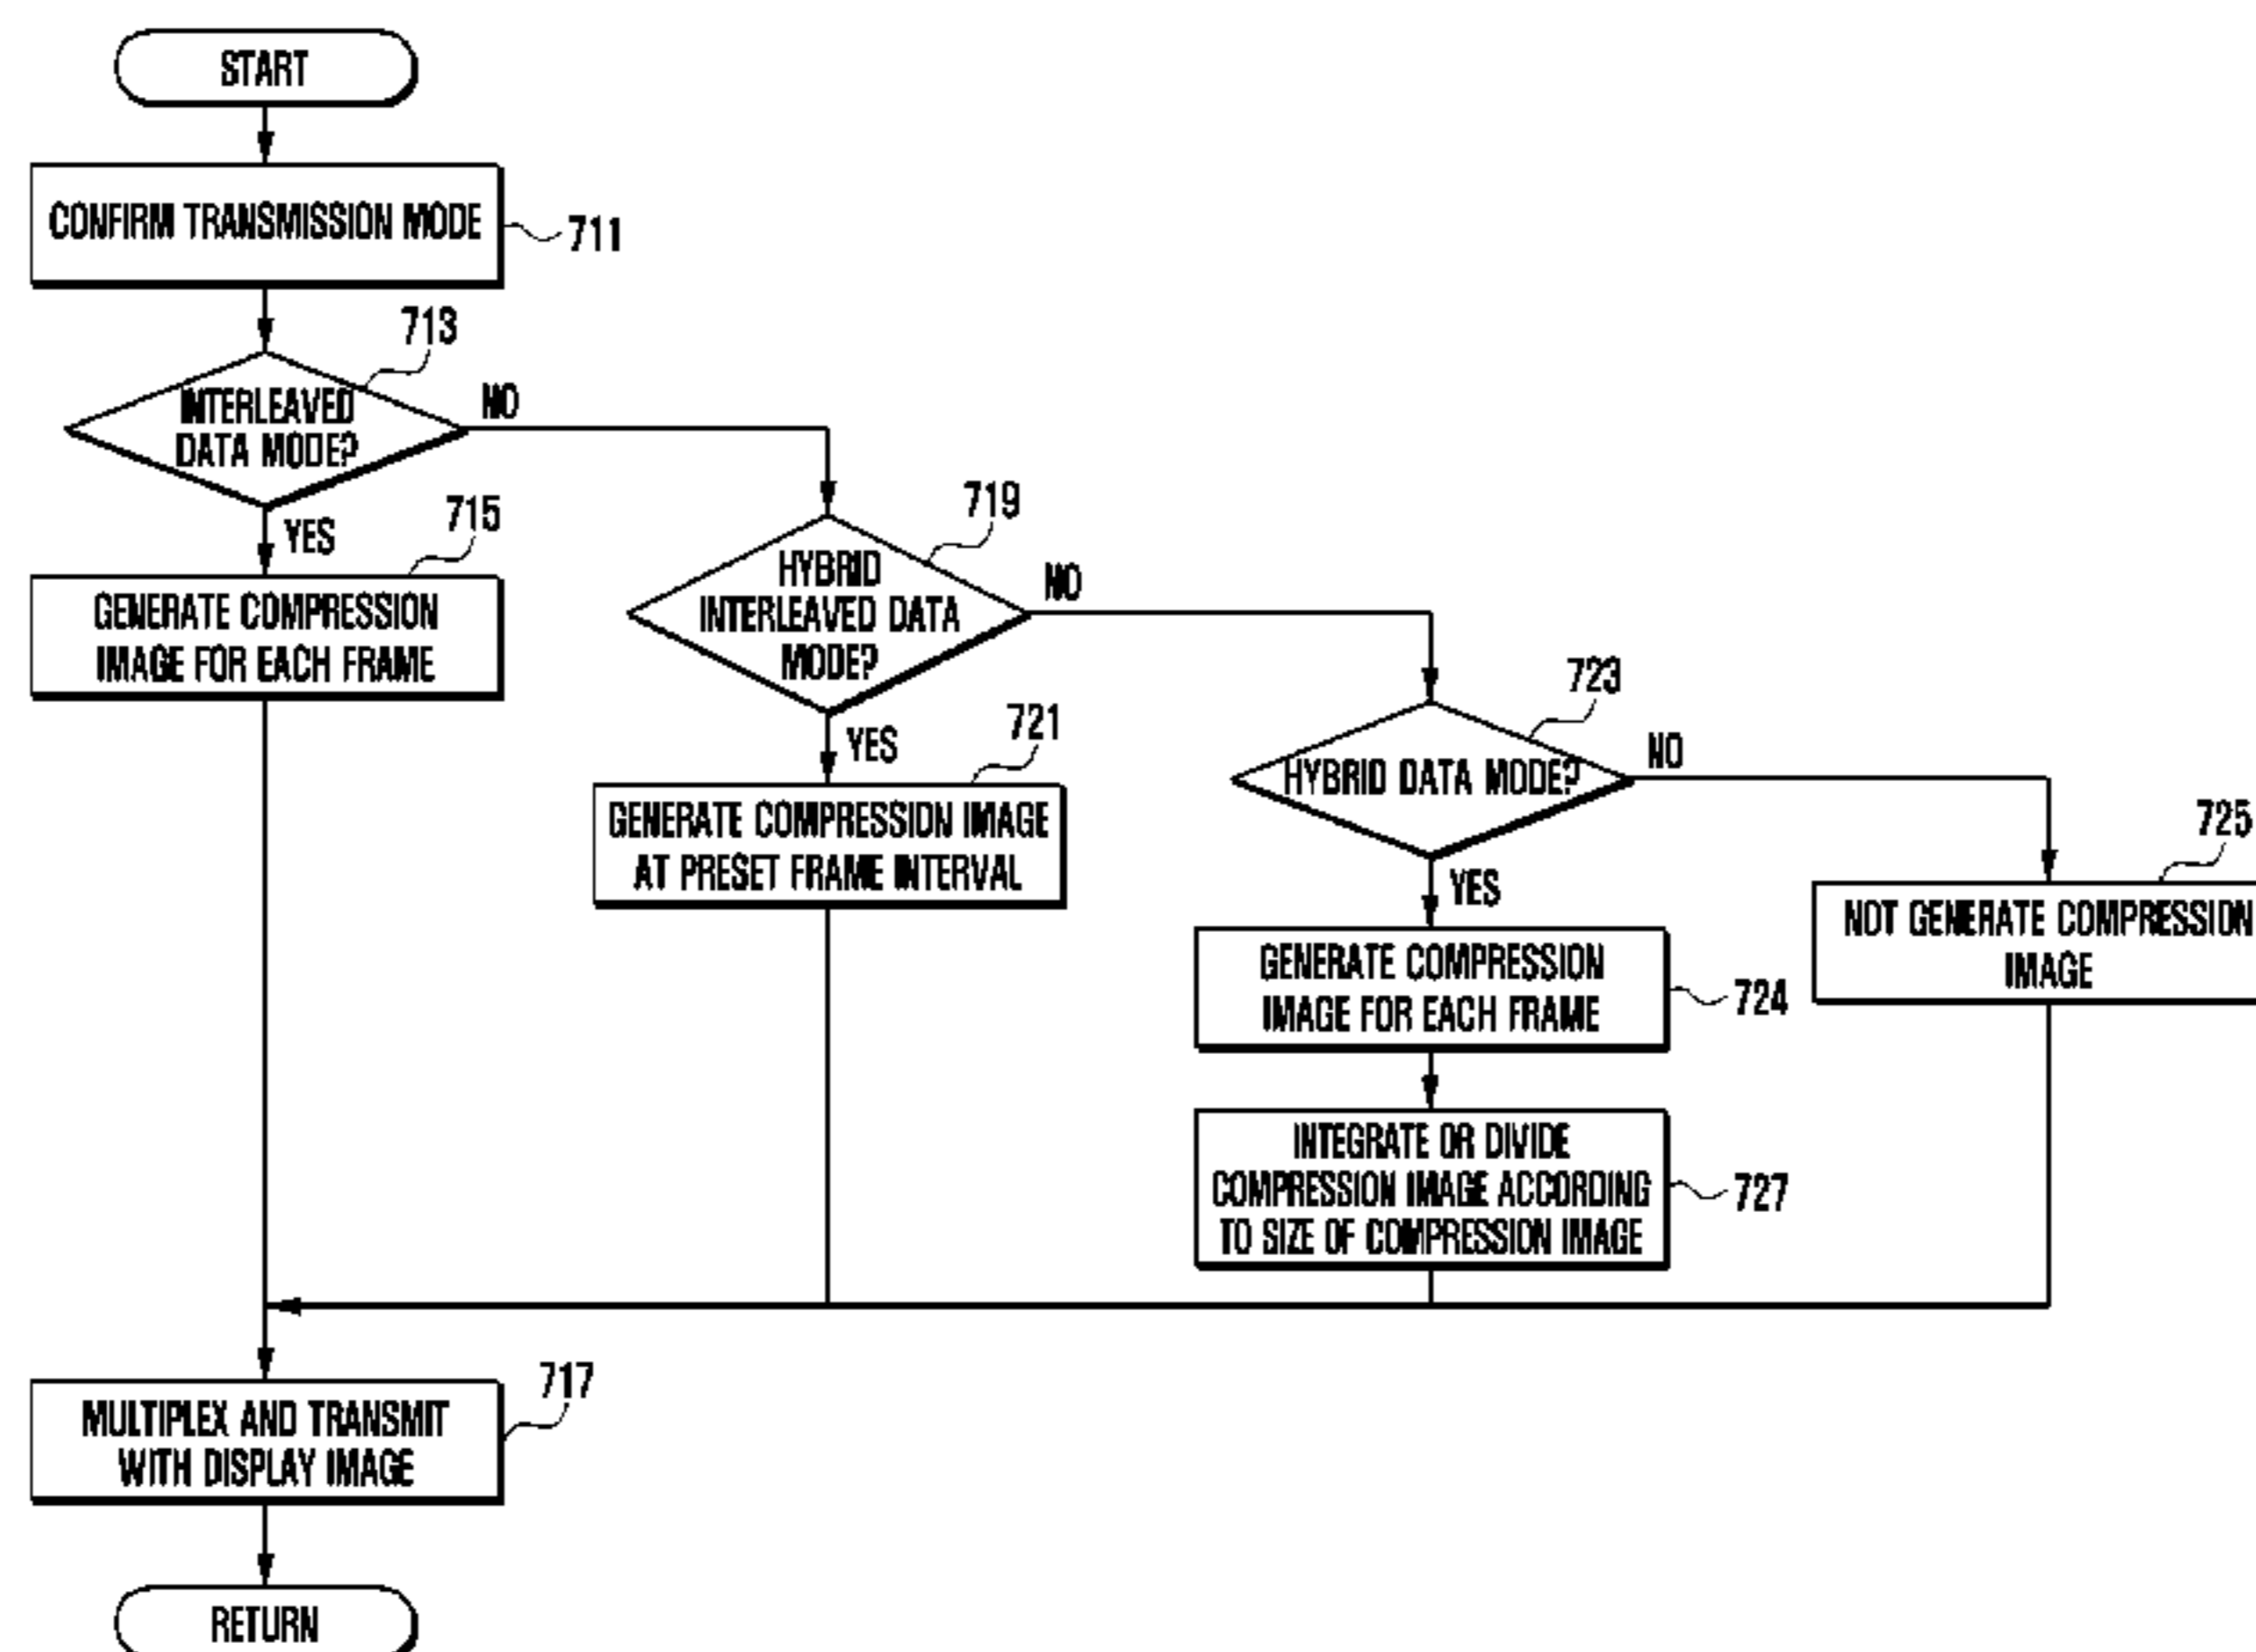 START
CONFIRM TRANSMISSION MODE
711
713
INTERLEAVED
DATA MODE?
NO
YES
715
GENERATE COMPRESSION
IMAGE FOR EACH FRAME
719
HYBRID
INTERLEAVED DATA
MODE?
NO
YES
721
GENERATE COMPRESSION IMAGE
AT PRESET FRAME INTERVAL
723
HYBRID DATA MODE?
NO
YES
725
NOT GENERATE COMPRESSION
IMAGE
GENERATE COMPRESSION
IMAGE FOR EACH FRAME
724
INTEGRATE OR DIVIDE
COMPRESSION IMAGE ACCORDING
TO SIZE OF COMPRESSION IMAGE
727
717
MULTIPLEX AND TRANSMIT
WITH DISPLAY IMAGE
RETURN